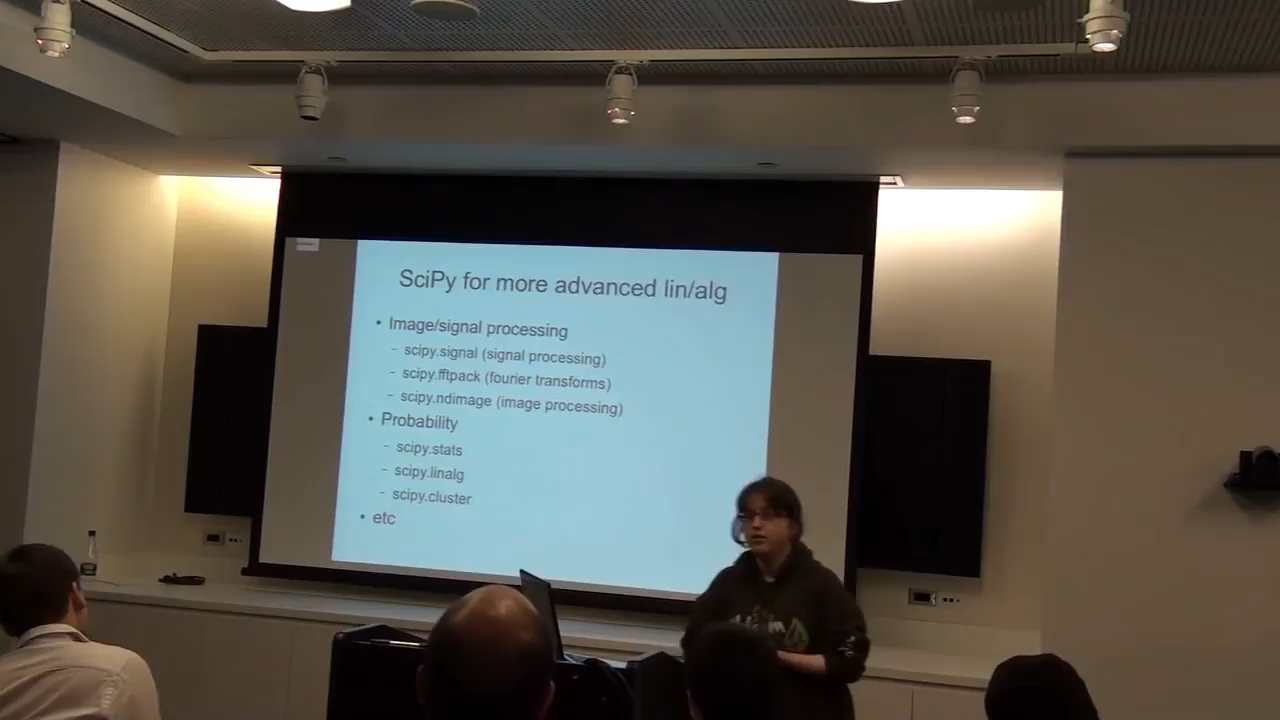 SciPy for more advanced lin/alg
• Image/signal processing
– scipy.signal (signal processing)
– scipy.fftpack (fourier transforms)
– scipy.ndimage (image processing)
• Probability
– scipy.stats
– scipy.linalg
– scipy.cluster
• etc